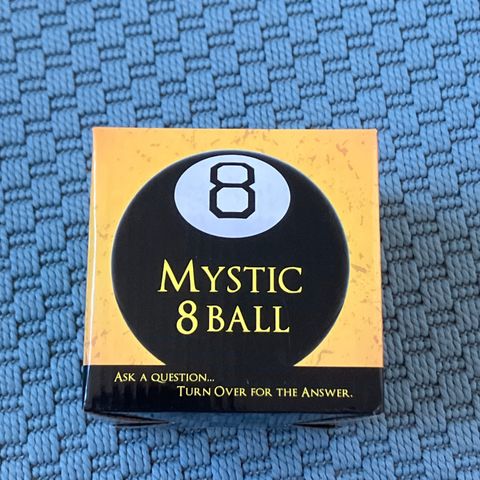 8
Mystic
8 Ball
Ask a question...
Turn Over for the Answer.